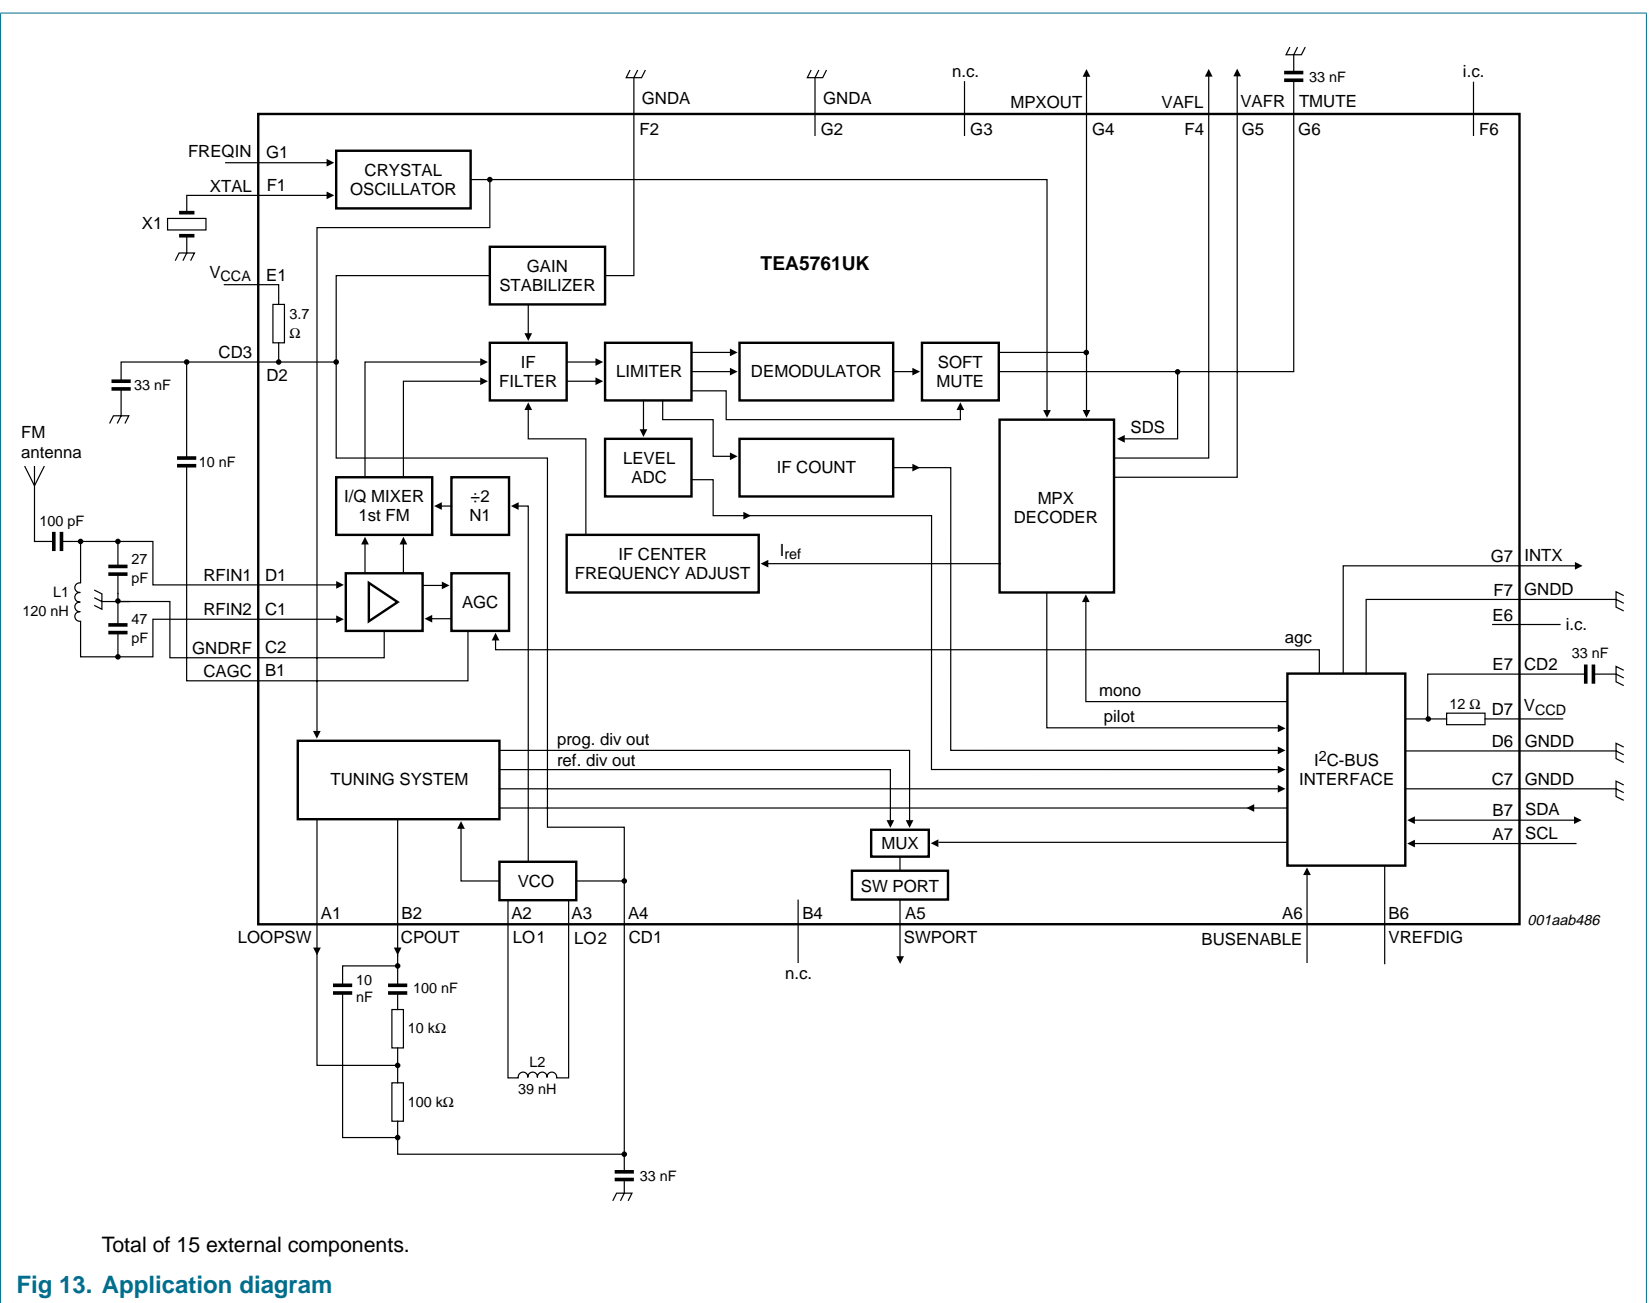 n.c.
33 nF
i.c.
GNDA
GNDA
MPXOUT
VAFL
VAFR
TMUTE
F2
G2
G3
G4
F4
G5
G6
F6
FREQIN
G1
XTAL
F1
X1
CRYSTAL
OSCILLATOR
TEA5761UK
VCCA
E1
3.7
Ω
GAIN
STABILIZER
CD3
D2
33 nF
IF
FILTER
LIMITER
DEMODULATOR
SOFT
MUTE
SDS
FM
antenna
10 nF
LEVEL
ADC
IF COUNT
MPX
DECODER
I/Q MIXER
1st FM
÷2
N1
100 pF
27
pF
L1
120 nH
47
pF
IF CENTER
FREQUENCY ADJUST
Iref
RFIN1
D1
RFIN2
C1
GNDRF
C2
CAGC
B1
AGC
G7
INTX
F7
GNDD
E6
i.c.
agc
33 nF
E7
CD2
mono
pilot
12 Ω
D7
VCCD
D6
GNDD
C7
GNDD
B7
SDA
A7
SCL
I2C-BUS
INTERFACE
prog. div out
ref. div out
TUNING SYSTEM
MUX
SW PORT
VCO
A1
B2
A2
A3
A4
B4
A5
A6
B6
001aab486
LOOPSW
CPOUT
LO1
LO2
CD1
SWPORT
BUSENABLE
VREFDIG
n.c.
10
nF
100 nF
10 kΩ
L2
39 nH
100 kΩ
33 nF
Total of 15 external components.
Fig 13. Application diagram